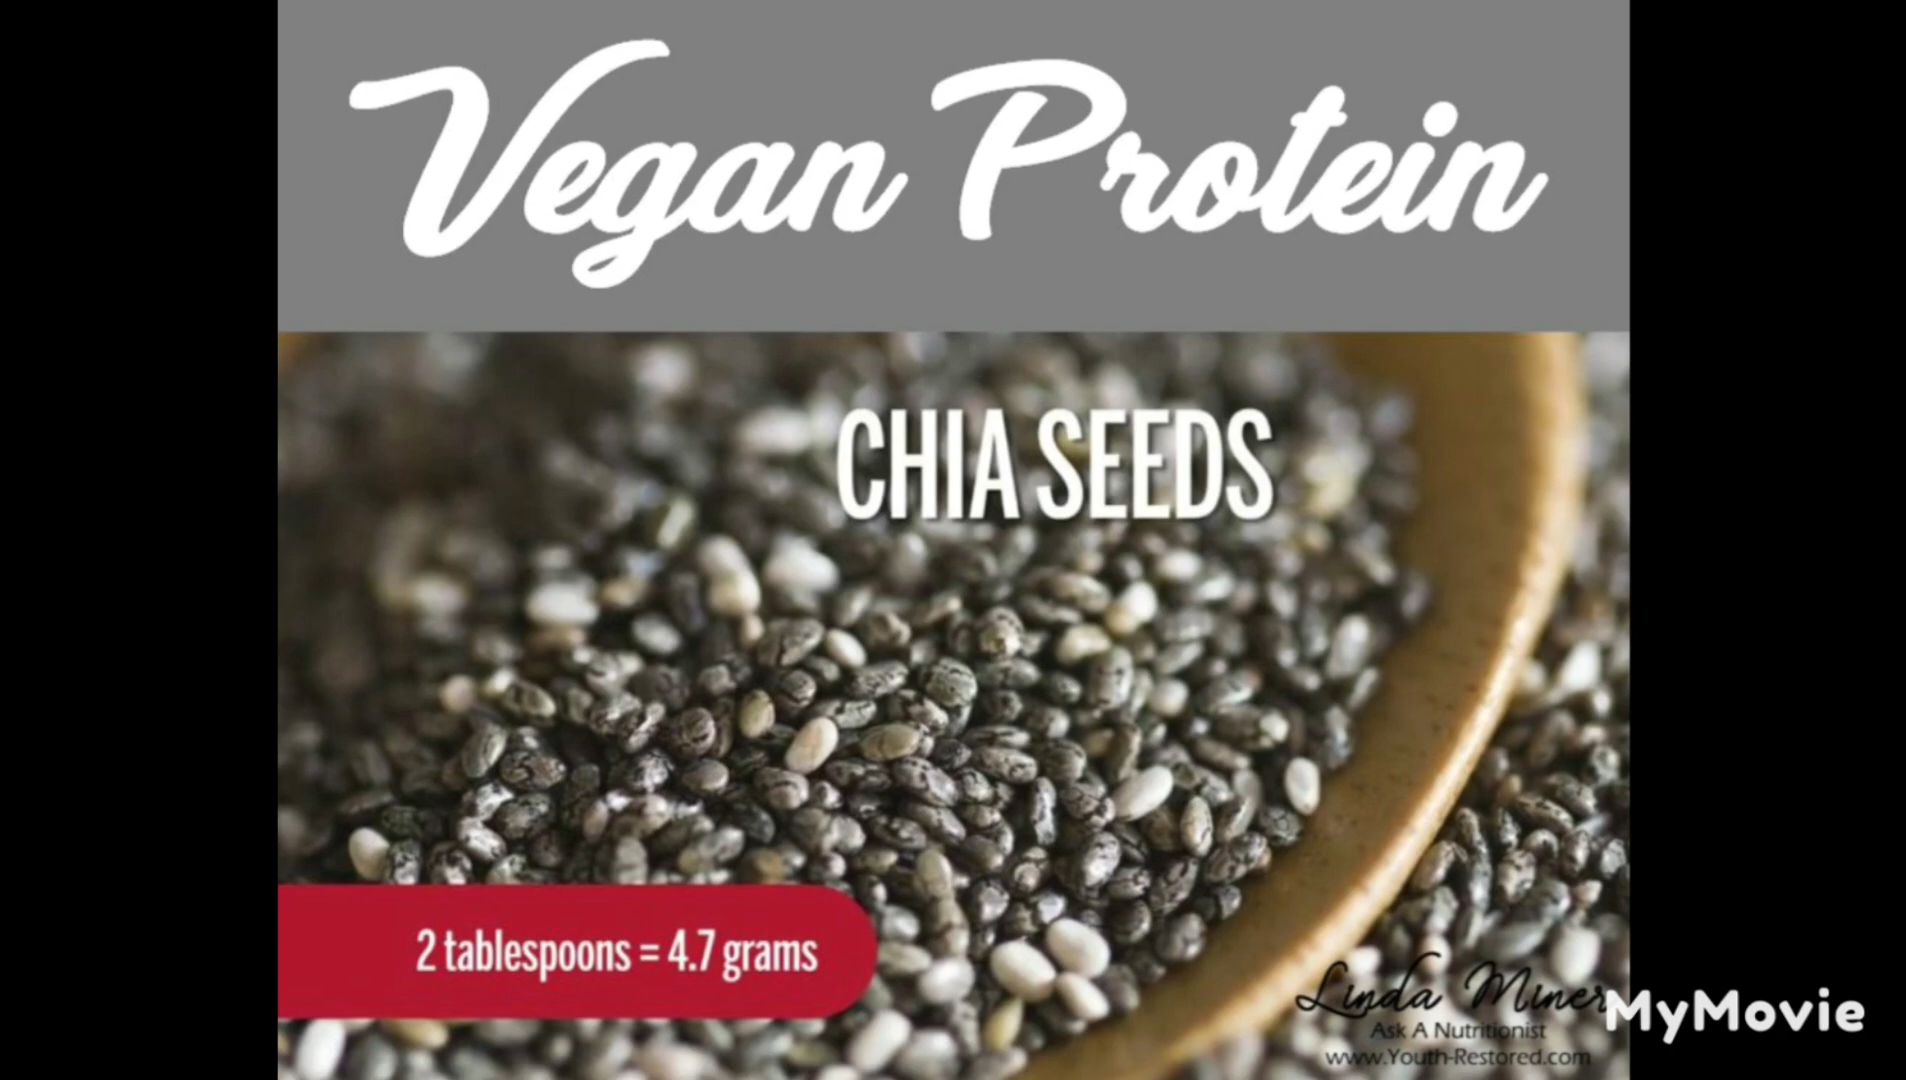 Vegan Protein
CHIA SEEDS
2 tablespoons = 4.7 grams
Linda Miner
Ask A Nutritionist
www.Youth-Restored.com
MyMovie